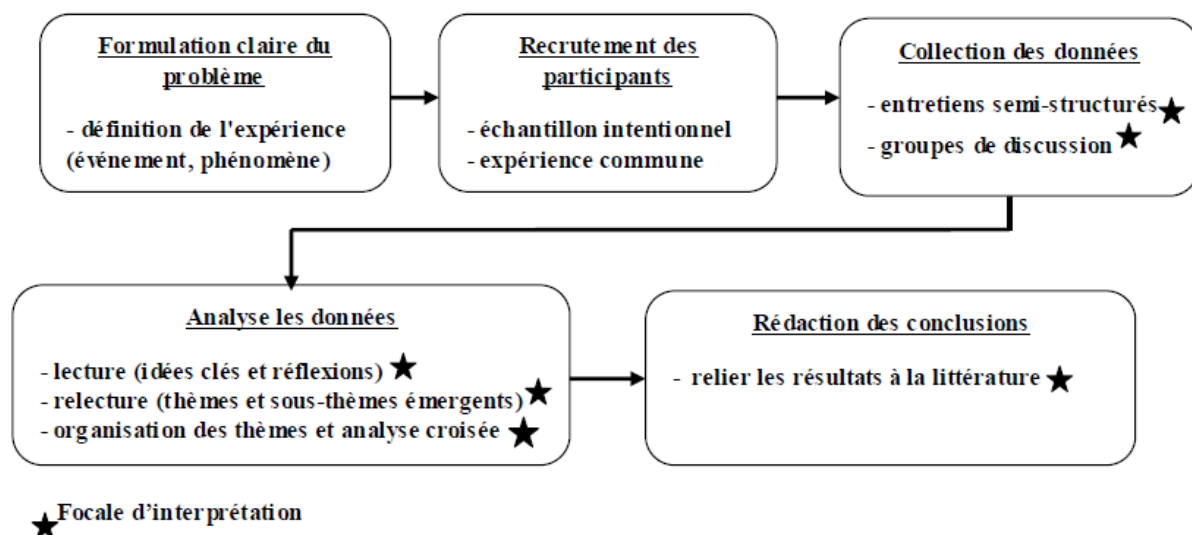 Formulation claire du
problème
- définition de l'expérience
(événement, phénomène)
Recrutement des
participants
- échantillon intentionnel
- expérience commune
Collection des données
- entretiens semi-structurés
- groupes de discussion
Analyse les données
- lecture (idées clés et réflexions)
- relecture (thèmes et sous-thèmes émergents)
- organisation des thèmes et analyse croisée
Rédaction des conclusions
- relier les résultats à la littérature
Focale d’interprétation